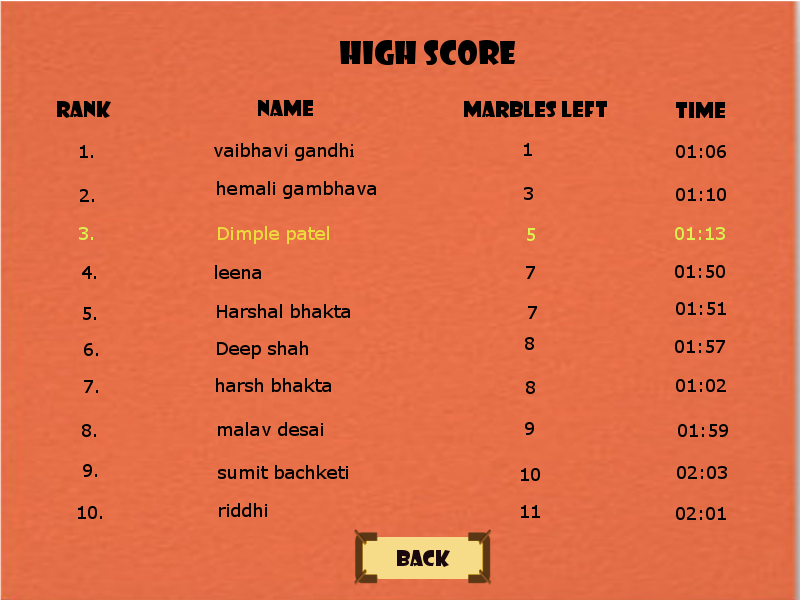 HIGH SCORE
RANK NAME MARBLES LEFT TIME
1. vaibhavi gandhi 1 01:06
2. hemali gambhava 3 01:10
3. Dimple patel 5 01:13
4. leena 7 01:50
5. Harshal bhakta 7 01:51
6. Deep shah 8 01:57
7. harsh bhakta 8 01:02
8. malav desai 9 01:59
9. sumit bachketi 10 02:03
10. riddhi 11 02:01
BACK